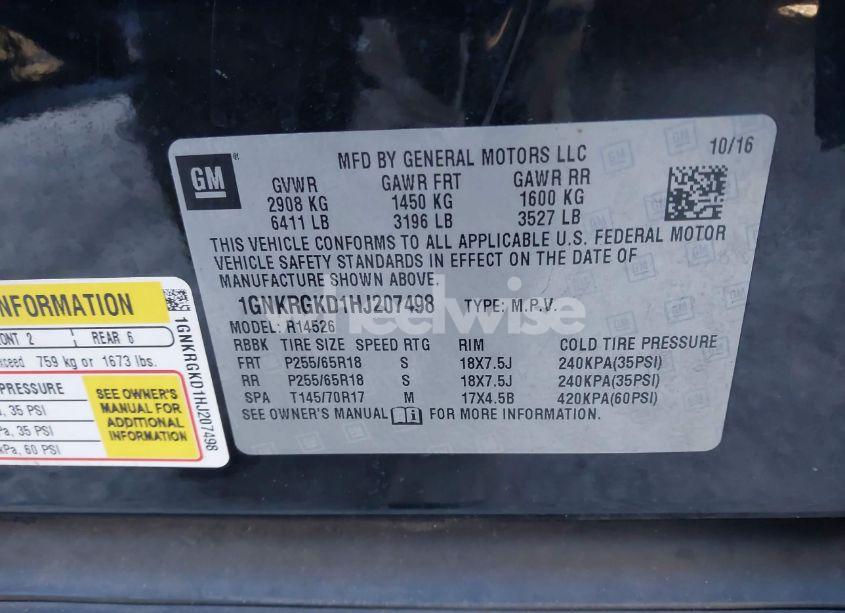 GM
MFD BY GENERAL MOTORS LLC
10/16
GVWR GAWR FRT GAWR RR
2908 KG 1450 KG 1600 KG
6411 LB 3196 LB 3527 LB
THIS VEHICLE CONFORMS TO ALL APPLICABLE U.S. FEDERAL MOTOR
VEHICLE SAFETY STANDARDS IN EFFECT ON THE DATE OF
MANUFACTURE SHOWN ABOVE.
1GNKRGKD1HJ207498 TYPE: M.P.V.
MODEL: R14526
RBBK TIRE SIZE SPEED RTG RIM COLD TIRE PRESSURE
FRT P255/65R18 S 18X7.5J 240KPA(35PSI)
RR P255/65R18 S 18X7.5J 240KPA(35PSI)
SPA T145/70R17 M 17X4.5B 420KPA(60PSI)
SEE OWNER'S MANUAL FOR MORE INFORMATION.
INFORMATION
2 REAR 6
759 kg or 1673 lbs.
PRESSURE
35 PSI
35 PSI
kPa, 60 PSI
SEE OWNER'S
MANUAL FOR
ADDITIONAL
INFORMATION
1GNKRGKD1HJ207498